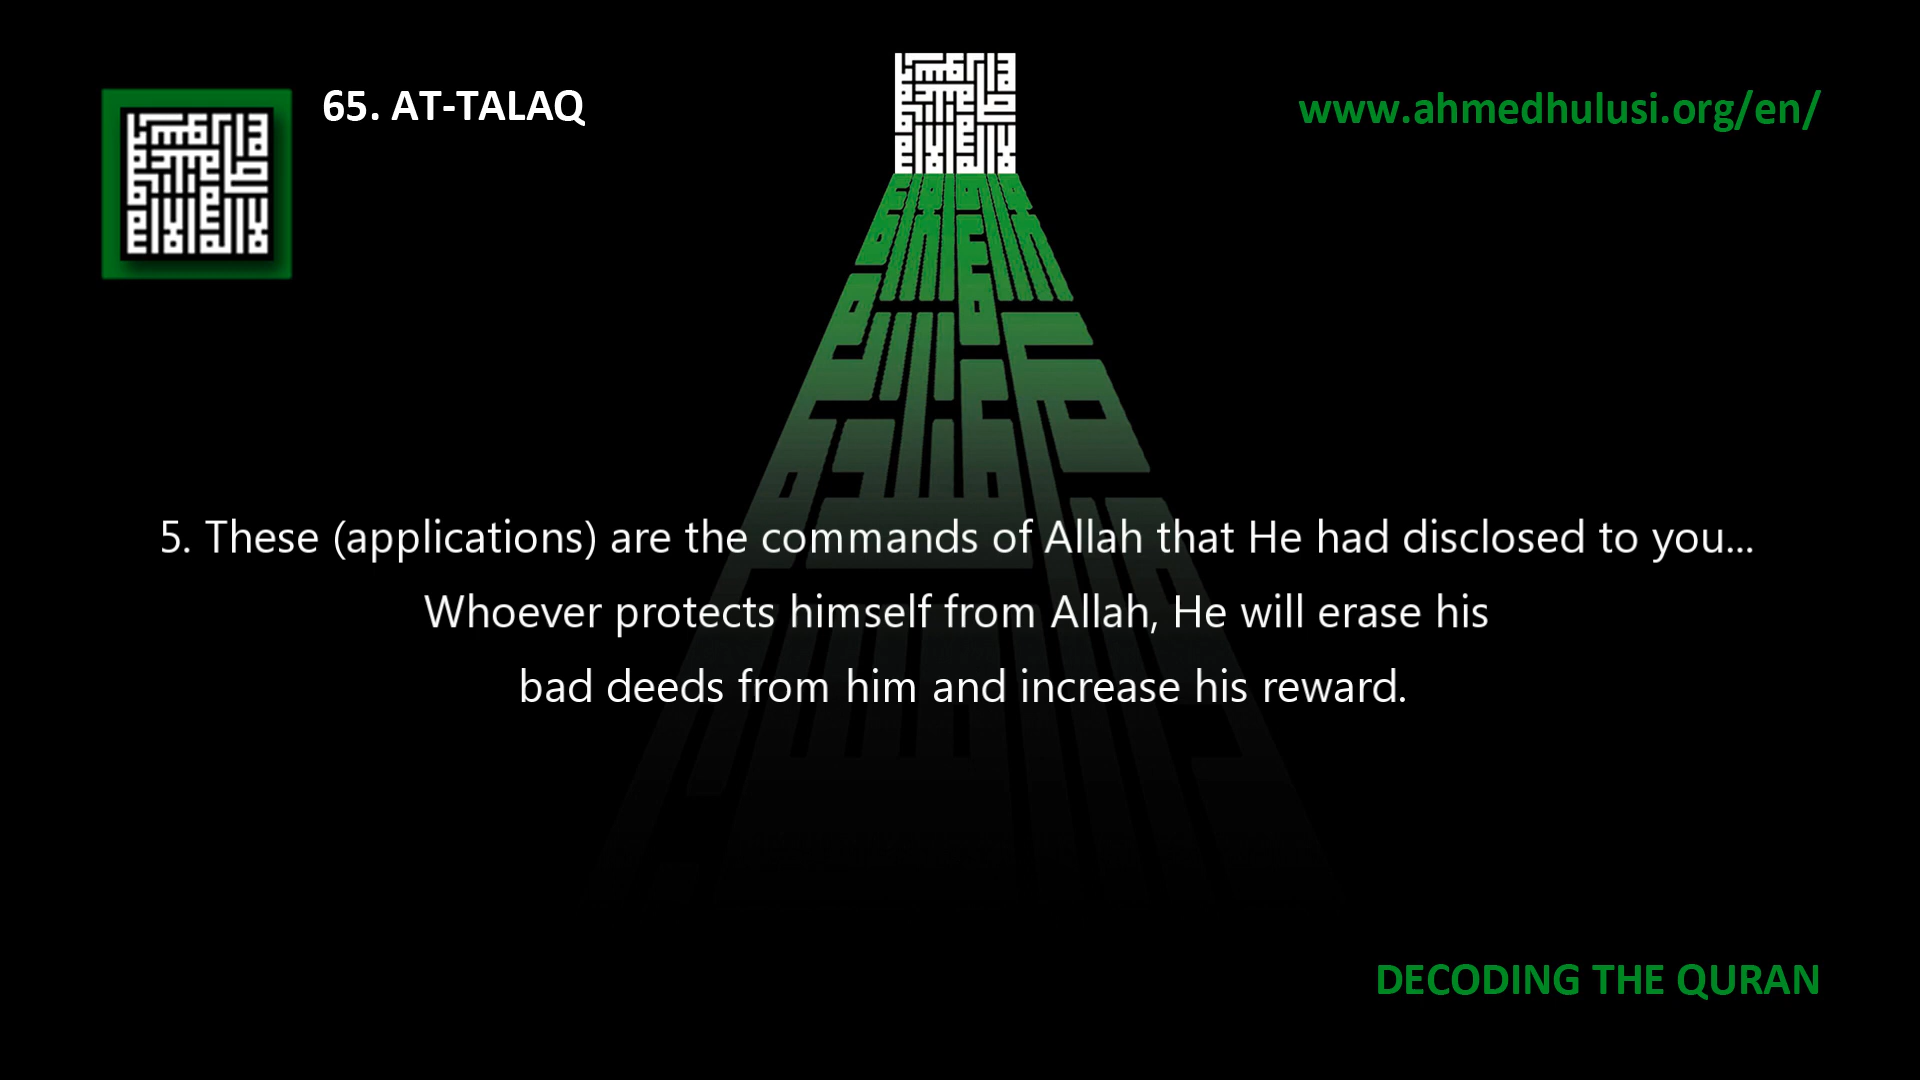 65. AT-TALAQ
www.ahmedhulusi.org/en/
5. These (applications) are the commands of Allah that He had disclosed to you...
Whoever protects himself from Allah, He will erase his
bad deeds from him and increase his reward.
DECODING THE QURAN